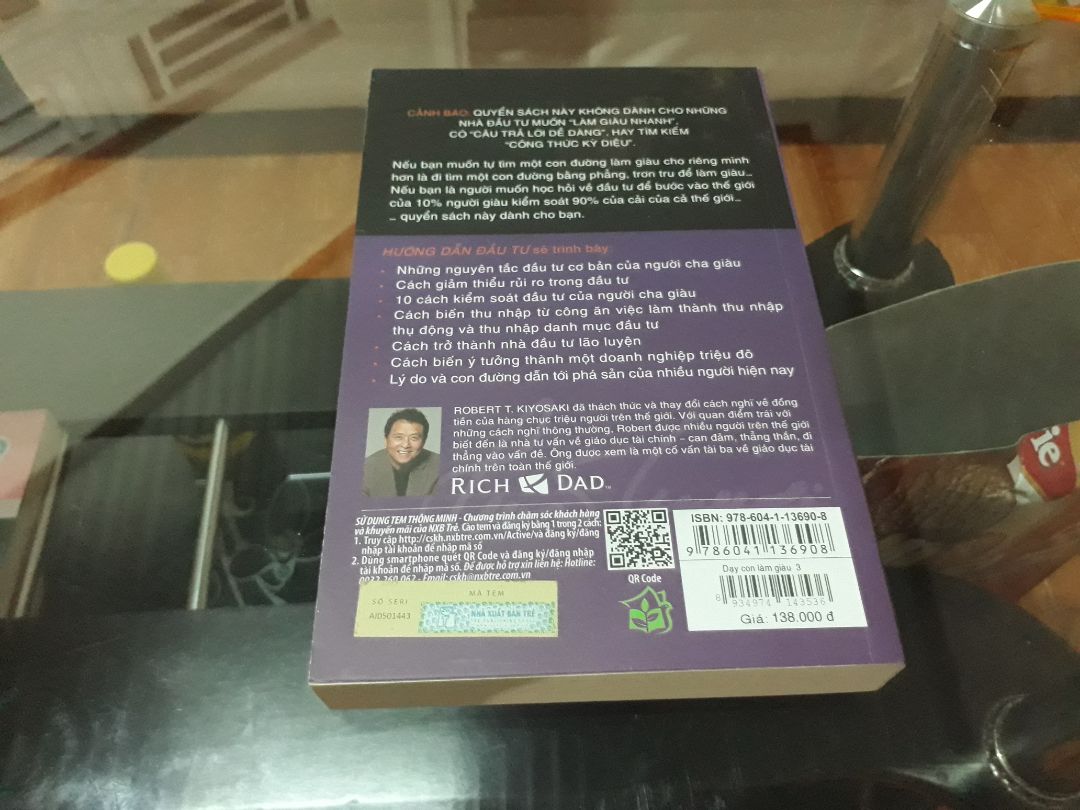 CẢNH BÁO: QUYỂN SÁCH NÀY KHÔNG DÀNH CHO NHỮNG
NHÀ ĐẦU TƯ MUỐN "LÀM GIÀU NHANH",
CÓ "CÂU TRẢ LỜI DỄ DÀNG", HAY TÌM KIẾM
"CÔNG THỨC KỲ DIỆU".
Nếu bạn muốn tự tìm một con đường làm giàu cho riêng mình
hơn là đi tìm một con đường bằng phẳng, trơn tru để làm giàu...
Nếu bạn là người muốn học hỏi về đầu tư để bước vào thế giới
của 10% người giàu kiểm soát 90% của cải của cả thế giới...
... quyển sách này dành cho bạn.
HƯỚNG DẪN ĐẦU TƯ sẽ trình bày:
• Những nguyên tắc đầu tư cơ bản của người cha giàu
• Cách giảm thiểu rủi ro trong đầu tư
• 10 cách kiểm soát đầu tư của người cha giàu
• Cách biến thu nhập từ công ăn việc làm thành thu nhập
thụ động và thu nhập danh mục đầu tư
• Cách trở thành nhà đầu tư lão luyện
• Cách biến ý tưởng thành một doanh nghiệp triệu đô
• Lý do và con đường dẫn tới phá sản của nhiều người hiện nay
ROBERT T. KIYOSAKI đã thách thức và thay đổi cách nghĩ về đồng
tiền của hàng chục triệu người trên thế giới. Với quan điểm trái với
những cách nghĩ thông thường, Robert được nhiều người trên thế giới
biết đến là nhà tư vấn về giáo dục tài chính – can đảm, thẳng thắn, đi
thẳng vào vấn đề. Ông được xem là một cố vấn tài ba về giáo dục tài
chính trên toàn thế giới.
RICH DAD™
SỬ DỤNG TEM THÔNG MINH - Chương trình chăm sóc khách hàng
và khuyến mãi của NXB Trẻ. Cào tem và đăng ký bằng 1 trong 2 cách:
1. Truy cập http://cskh.nxbtre.com.vn/Active/và đăng ký/đăng
nhập tài khoản để nhập mã số
2. Dùng smartphone quét QR Code và đăng ký/đăng nhập
tài khoản để nhập mã số. Để được hỗ trợ xin liên hệ: Hotline:
0932 260 062 - Email: cskh@nxbtre.com.vn
QR Code
SỐ SERI
AID501443
MÃ TEM
NHÀ XUẤT BẢN TRẺ
ISBN: 978-604-1-13690-8
9 786041 136908
Dạy con làm giàu 3
8 934974 143536
Giá: 138.000 đ
ie